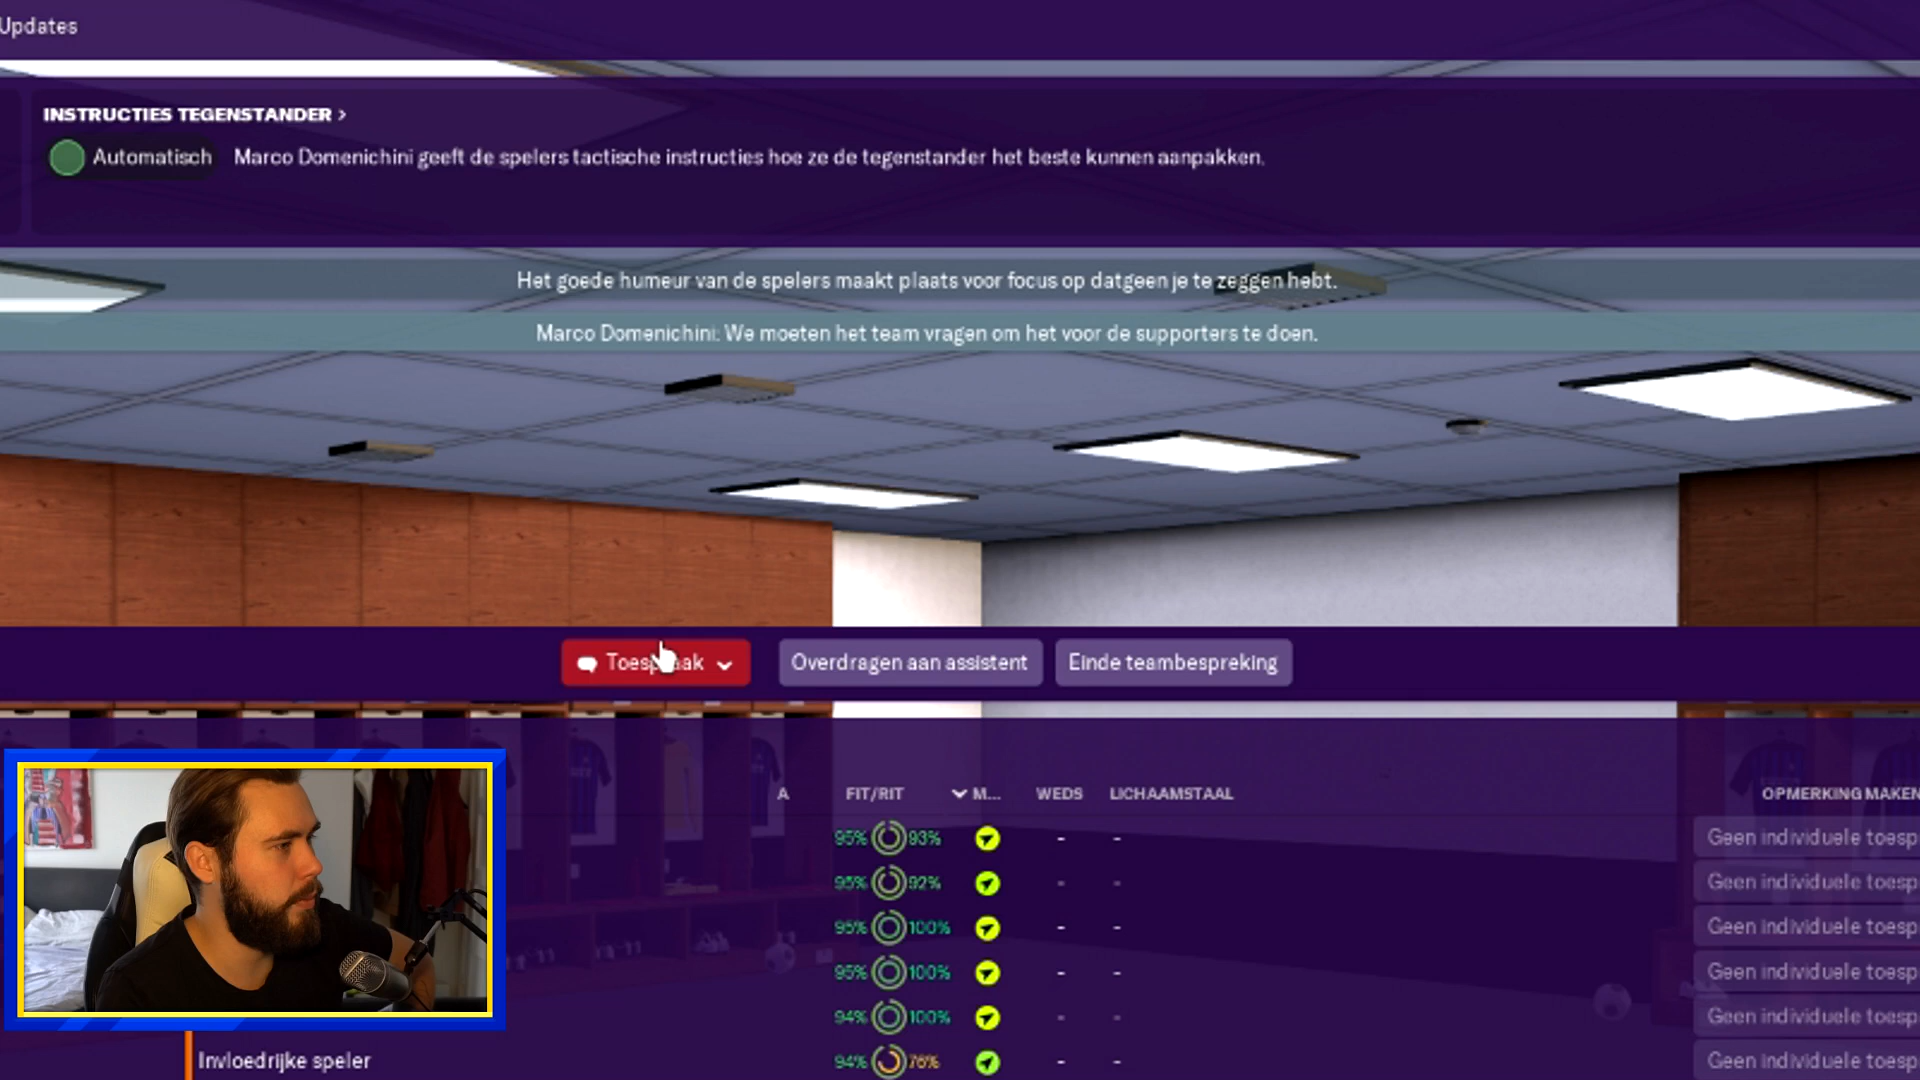 Updates
INSTRUCTIES TEGENSTANDER >
Automatisch Marco Domenichini geeft de spelers tactische instructies hoe ze de tegenstander het beste kunnen aanpakken.
Het goede humeur van de spelers maakt plaats voor focus op datgeen je te zeggen hebt.
Marco Domenichini: We moeten het team vragen om het voor de supporters te doen.
Toespraak Overdragen aan assistent Einde teambespreking
A FIT/RIT M... WEDS LICHAAMSTAAL OPMERKING MAKEN
95% 93% - - Geen individuele toesp
95% 92% - - Geen individuele toesp
95% 100% - - Geen individuele toesp
95% 100% - - Geen individuele toesp
94% 100% - - Geen individuele toesp
Invloedrijke speler 94% 76% - - Geen individuele toesp